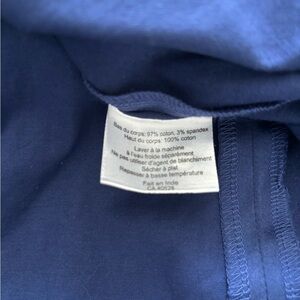 Bas du corps: 97% coton, 3% spandex
Haut du corps: 100% coton
Laver à la machine
à l'eau froide séparément
Ne pas utiliser d'agent de blanchiment
Sécher à plat
Repasser à basse température
Fait en Inde
CA 40528